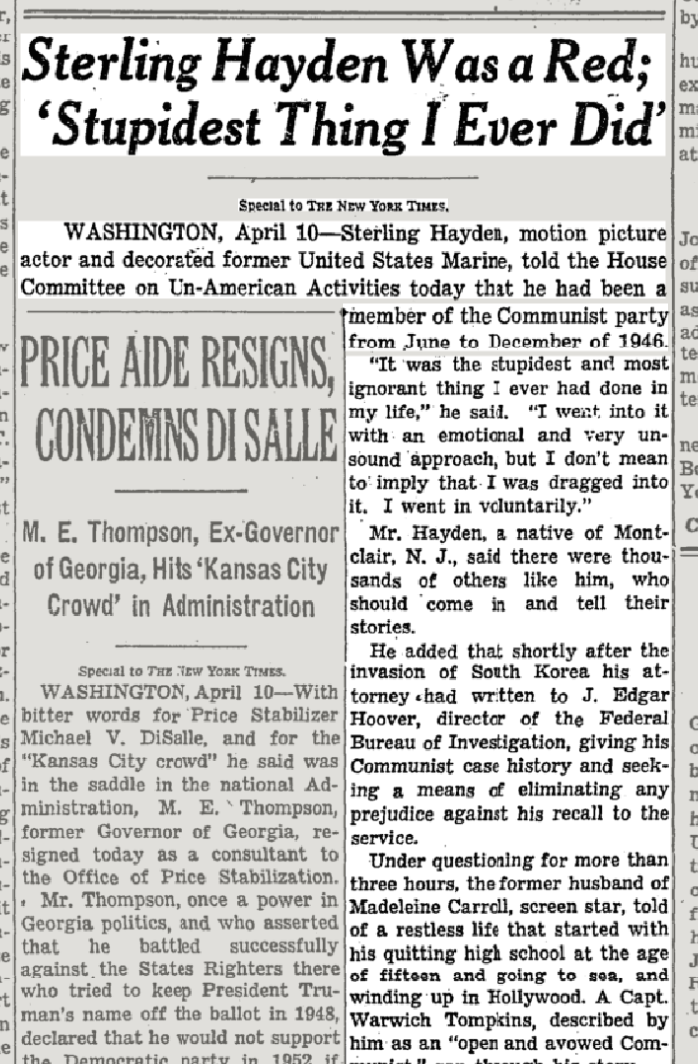 Sterling Hayden Was a Red;
'Stupidest Thing I Ever Did'
Special to THE NEW YORK TIMES.
WASHINGTON, April 10—Sterling Hayden, motion picture
actor and decorated former United States Marine, told the House
Committee on Un-American Activities today that he had been a
member of the Communist party
from June to December of 1946.
"It was the stupidest and most
ignorant thing I ever had done in
my life," he said. "I went into it
with an emotional and very un-
sound approach, but I don't mean
to imply that I was dragged into
it. I went in voluntarily."
Mr. Hayden, a native of Mont-
clair, N. J., said there were thou-
sands of others like him, who
should come in and tell their
stories.
He added that shortly after the
invasion of South Korea his at-
torney had written to J. Edgar
Hoover, director of the Federal
Bureau of Investigation, giving his
Communist case history and seek-
ing a means of eliminating any
prejudice against his recall to the
service.
Under questioning for more than
three hours, the former husband of
Madeleine Carroll, screen star, told
of a restless life that started with
his quitting high school at the age
of fifteen and going to sea, and
winding up in Hollywood. A Capt.
Warwick Tompkins, described by
him as an "open and avowed Com-
PRICE AIDE RESIGNS,
CONDEMNS DI SALLE
M. E. Thompson, Ex-Governor
of Georgia, Hits 'Kansas City
Crowd' in Administration
Special to THE NEW YORK TIMES.
WASHINGTON, April 10—With
bitter words for Price Stabilizer
Michael V. DiSalle, and for the
"Kansas City crowd" he said was
in the saddle in the national Ad-
ministration, M. E. Thompson,
former Governor of Georgia, re-
signed today as a consultant to
the Office of Price Stabilization.
Mr. Thompson, once a power in
Georgia politics, and who asserted
that he battled successfully
against the States Righters there
who tried to keep President Tru-
man's name off the ballot in 1948,
declared that he would not support
the Democratic party in 1952 if